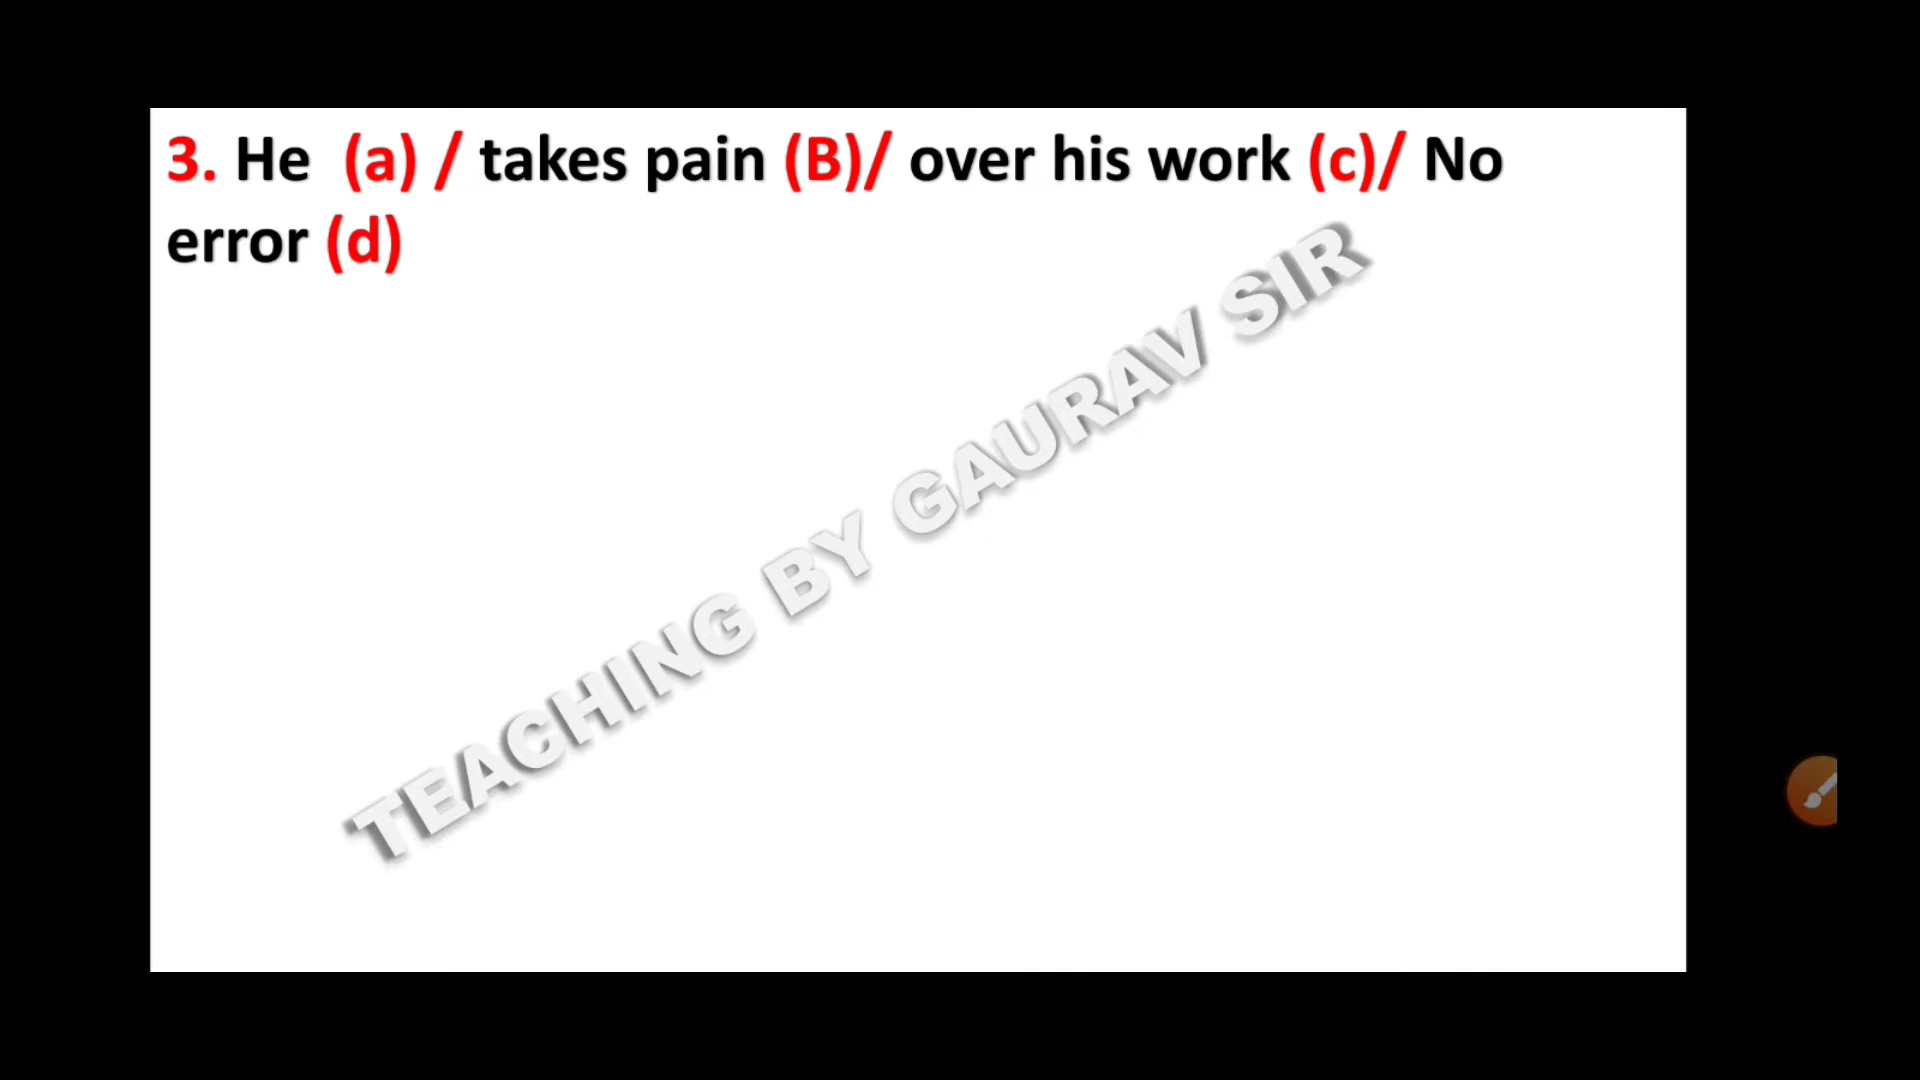 3. He (a) / takes pain (B)/ over his work (c)/ No
error (d)
TEACHING BY GAURAV SIR